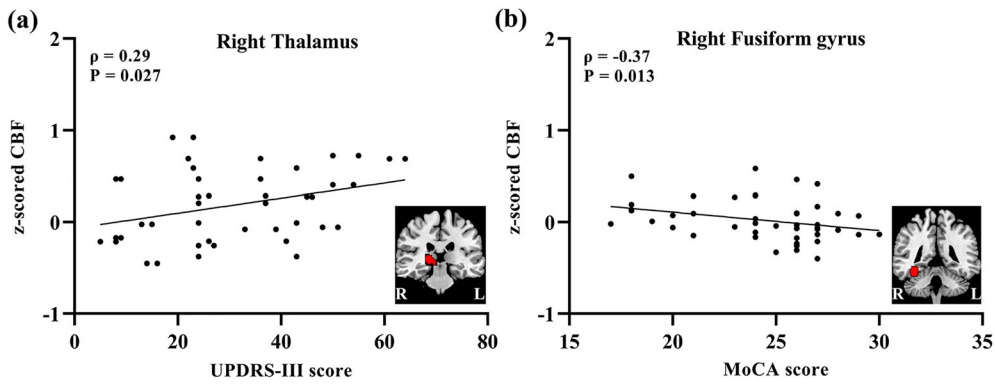 (a)
Right Thalamus
ρ = 0.29
P = 0.027
z-scored CBF
2
1
0
-1
0
20
40
60
80
UPDRS-III score
R
L
(b)
Right Fusiform gyrus
ρ = -0.37
P = 0.013
z-scored CBF
2
1
0
-1
15
20
25
30
35
MoCA score
R
L